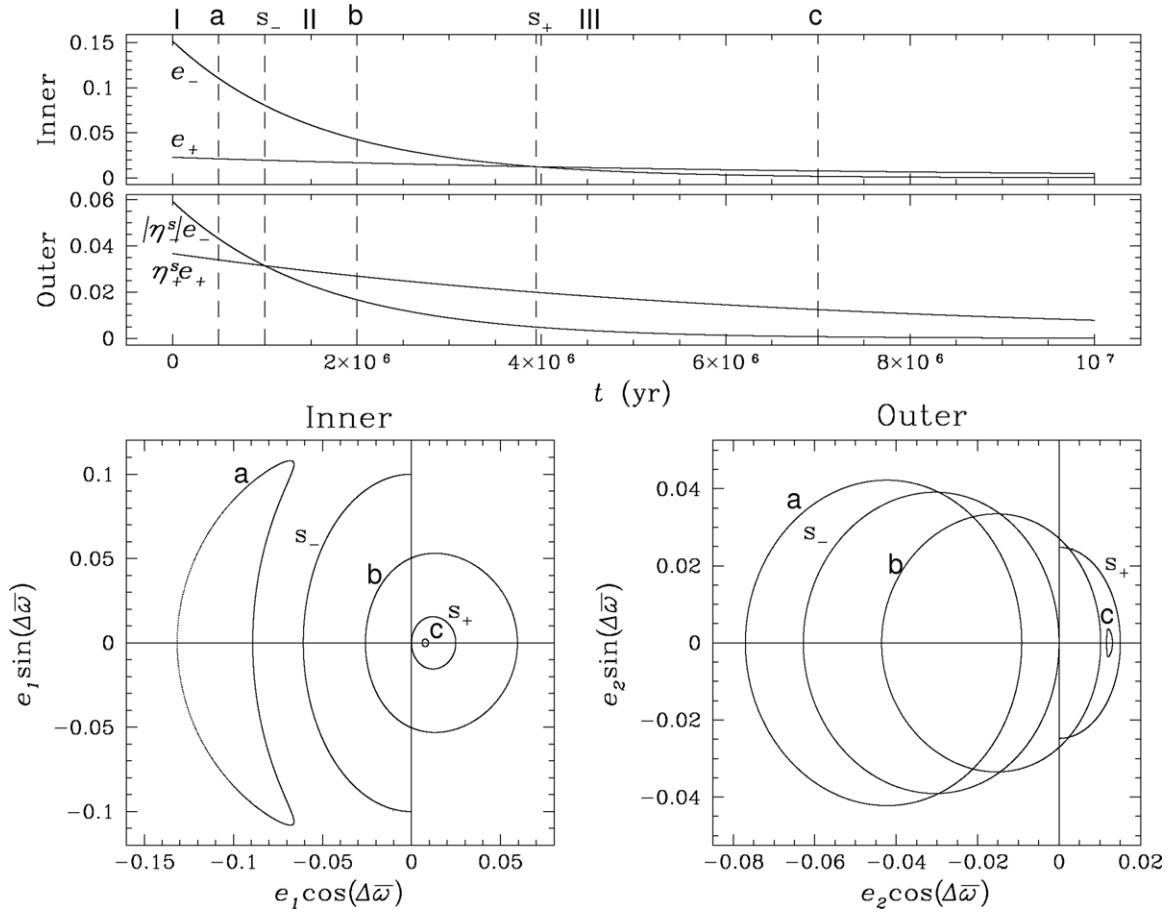 I a s₋ II b s₊ III c
0.15
0.1
0.05
0
Inner
e₋
e₊
0.06
0.04
0.02
0
Outer
|η₋ˢ|e₋
η₊ˢe₊
0 2×10⁶ 4×10⁶ 6×10⁶ 8×10⁶ 10⁷
t (yr)
Inner
0.1
0.05
0
−0.05
−0.1
e₁sin(Δϖ)
a
s₋
b
s₊
c
−0.15 −0.1 −0.05 0 0.05
e₁cos(Δϖ)
Outer
0.04
0.02
0
−0.02
−0.04
e₂sin(Δϖ)
a
s₋
b
s₊
c
−0.08 −0.06 −0.04 −0.02 0 0.02
e₂cos(Δϖ)